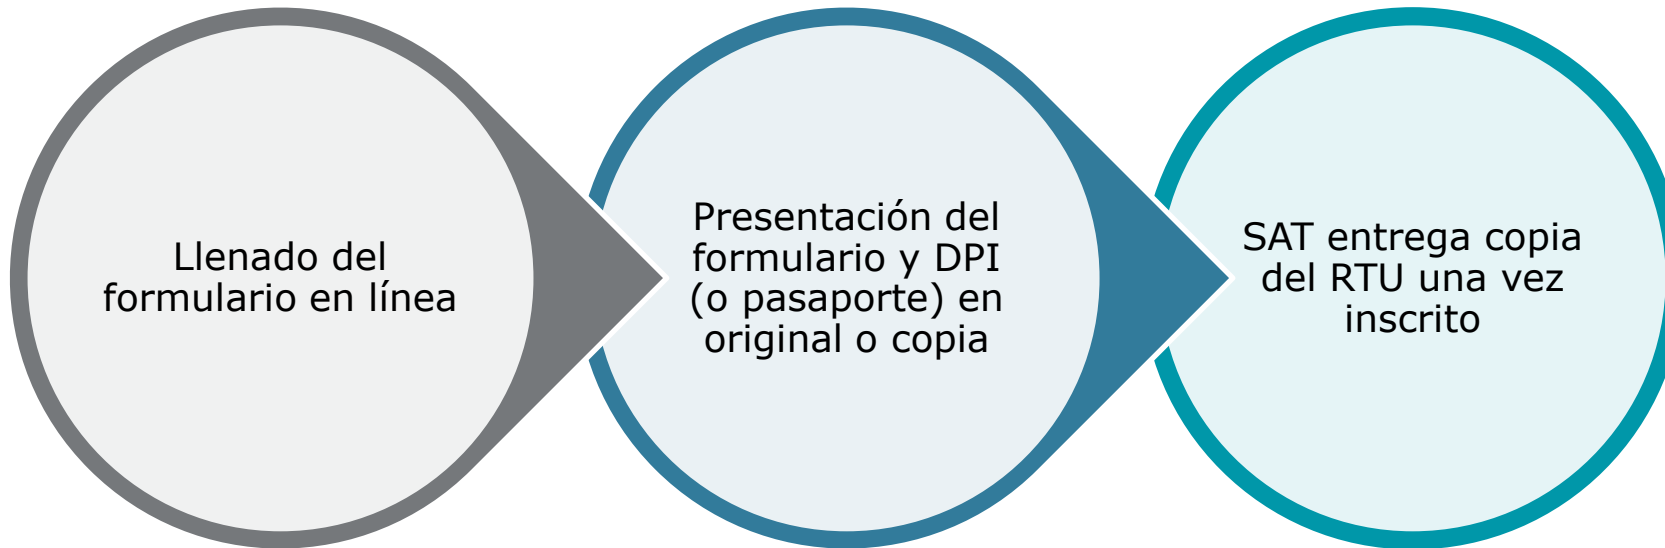 Llenado del
formulario en línea
Presentación del
formulario y DPI
(o pasaporte) en
original o copia
SAT entrega copia
del RTU una vez
inscrito